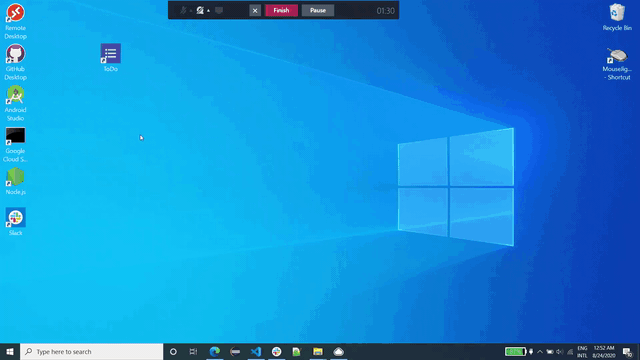 Finish
Pause
01:30
Remote
Desktop
GitHub
Desktop
Android
Studio
Google
Cloud S...
Node.js
Slack
ToDo
Recycle Bin
Mouselig...
- Shortcut
Type here to search
ENG
INTL
12:52 AM
8/24/2020